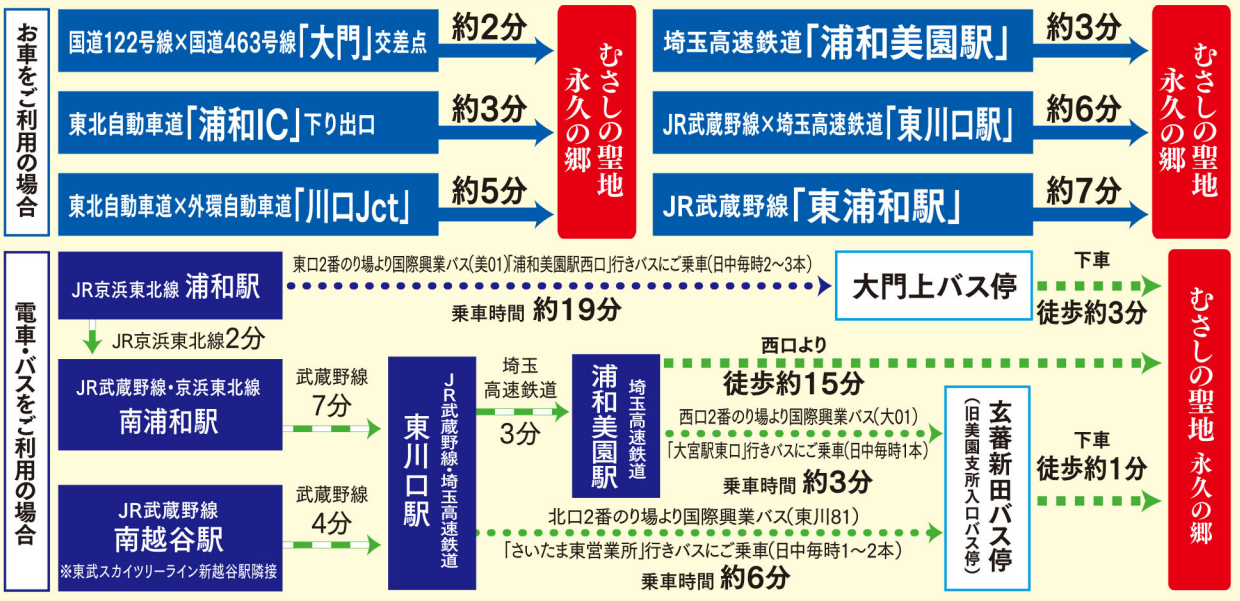 お車をご利用の場合
国道122号線×国道463号線「大門」交差点
約2分
東北自動車道「浦和IC」下り出口
約3分
東北自動車道×外環自動車道「川口Jct」
約5分
むさしの聖地
永久の郷
埼玉高速鉄道「浦和美園駅」
約3分
JR武蔵野線×埼玉高速鉄道「東川口駅」
約6分
JR武蔵野線「東浦和駅」
約7分
むさしの聖地
永久の郷
電車・バスをご利用の場合
JR京浜東北線 浦和駅
東口2番のり場より国際興業バス(美01)「浦和美園駅西口」行きバスにご乗車(日中毎時2〜3本)
乗車時間 約19分
大門上バス停
下車
徒歩約3分
JR京浜東北線2分
JR武蔵野線・京浜東北線
南浦和駅
武蔵野線
7分
JR武蔵野線
南越谷駅
※東武スカイツリーライン新越谷駅隣接
武蔵野線
4分
JR武蔵野線・埼玉高速鉄道
東川口駅
埼玉
高速鉄道
3分
埼玉高速鉄道
浦和美園駅
西口より
徒歩約15分
西口2番のり場より国際興業バス(大01)
「大宮駅東口」行きバスにご乗車(日中毎時1本)
乗車時間 約3分
北口2番のり場より国際興業バス(東川81)
「さいたま東営業所」行きバスにご乗車(日中毎時1〜2本)
乗車時間 約6分
玄蕃新田バス停
(旧美園支所入口バス停)
下車
徒歩約1分
むさしの聖地 永久の郷